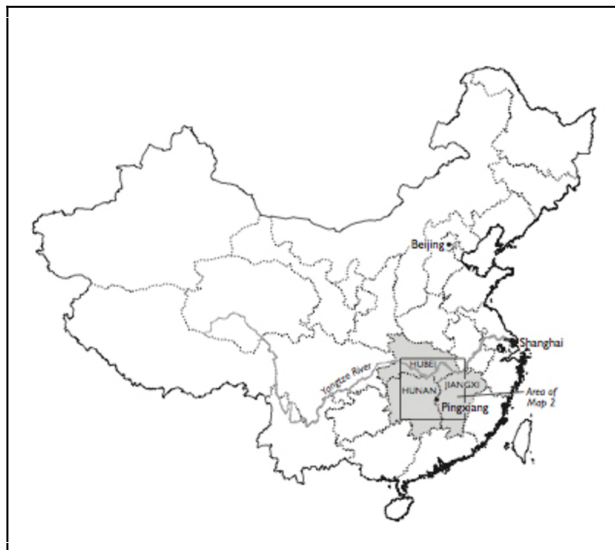 Beijing
Shanghai
HUBEI
Yangtze River
HUNAN
JIANGXI
Pingxiang
Area of
Map 2